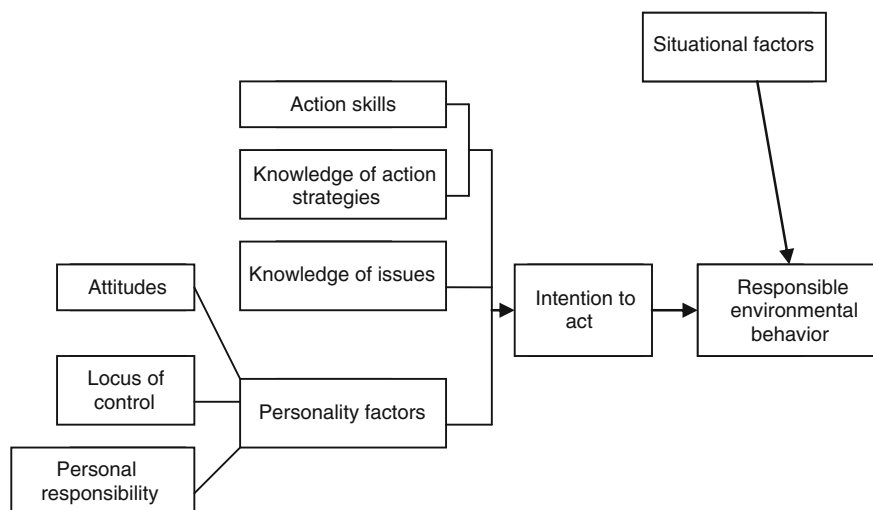 Situational factors
Action skills
Knowledge of action
strategies
Knowledge of issues
Attitudes
Intention to
act
Responsible
environmental
behavior
Locus of
control
Personality factors
Personal
responsibility